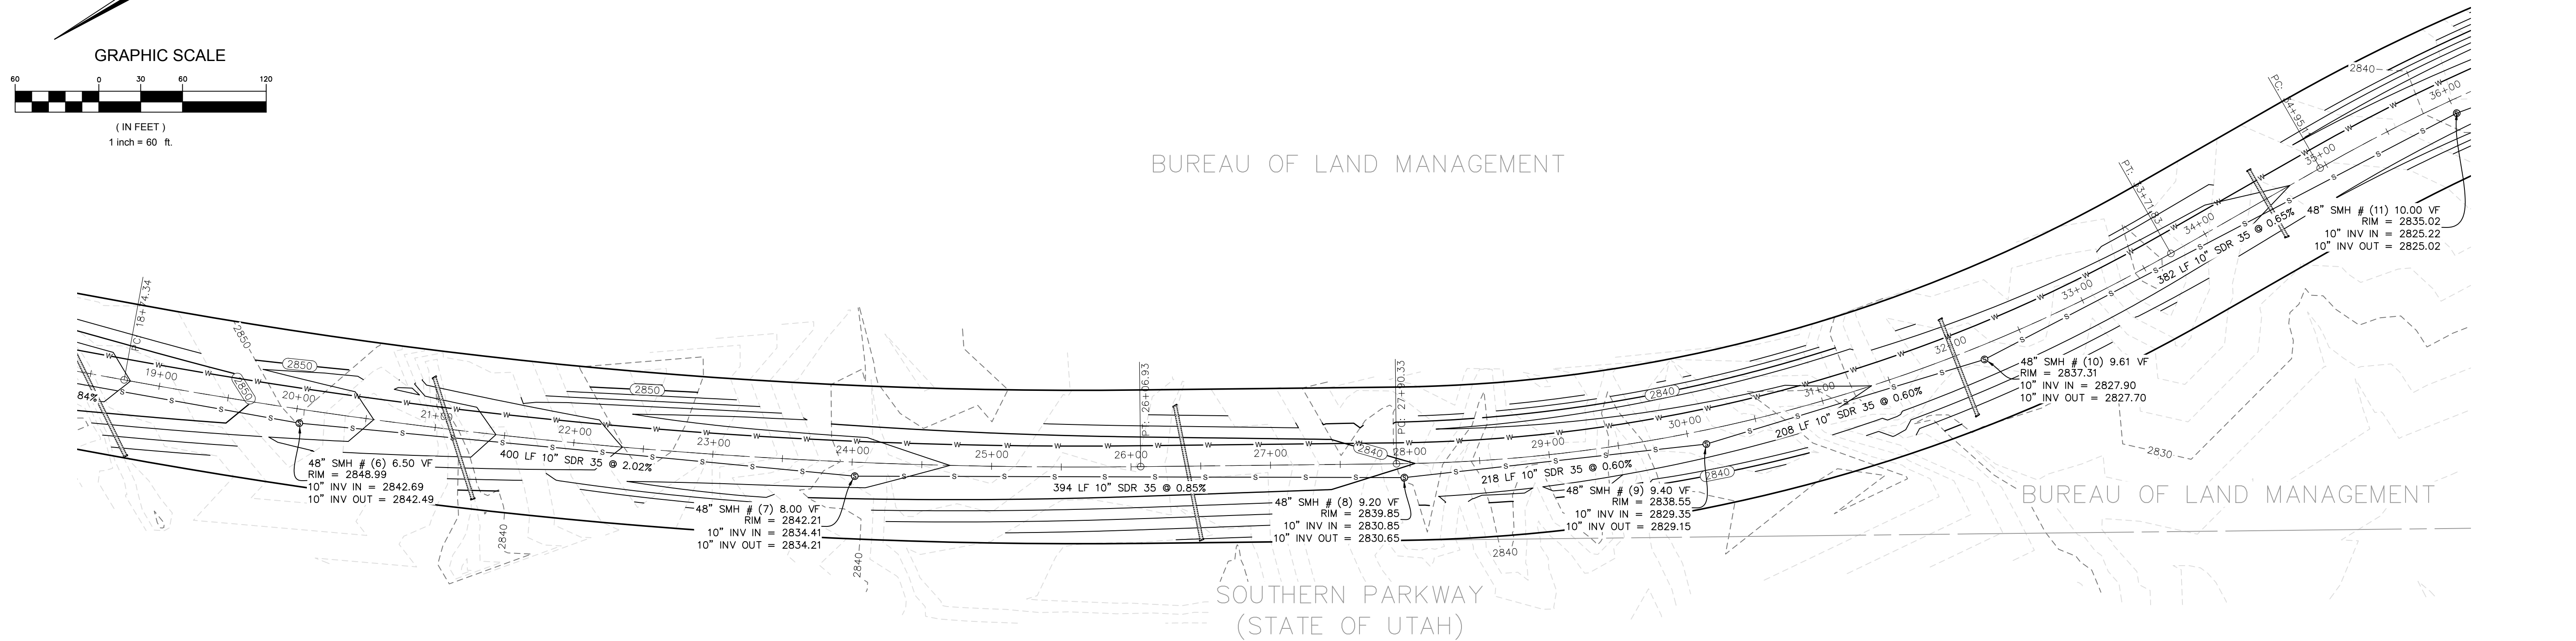 GRAPHIC SCALE
60 0 30 60 120
( IN FEET )
1 inch = 60 ft.
BUREAU OF LAND MANAGEMENT
PC: 18+74.34
2850
2850
2850
2850
19+00
20+00
21+00
22+00
23+00
24+00
25+00
26+00
27+00
28+00
29+00
30+00
31+00
32+00
33+00
34+00
35+00
36+00
84%
48" SMH # (6) 6.50 VF
RIM = 2848.99
10" INV IN = 2842.69
10" INV OUT = 2842.49
400 LF 10" SDR 35 @ 2.02%
2840
48" SMH # (7) 8.00 VF
RIM = 2842.21
10" INV IN = 2834.41
10" INV OUT = 2834.21
2840
PT: 26+06.93
394 LF 10" SDR 35 @ 0.85%
PC: 27+90.33
2840
48" SMH # (8) 9.20 VF
RIM = 2839.85
10" INV IN = 2830.85
10" INV OUT = 2830.65
218 LF 10" SDR 35 @ 0.60%
2840
2840
2840
48" SMH # (9) 9.40 VF
RIM = 2838.55
10" INV IN = 2829.35
10" INV OUT = 2829.15
208 LF 10" SDR 35 @ 0.60%
48" SMH # (10) 9.61 VF
RIM = 2837.31
10" INV IN = 2827.90
10" INV OUT = 2827.70
PT: 33+71.83
382 LF 10" SDR 35 @ 0.65%
2840
48" SMH # (11) 10.00 VF
RIM = 2835.02
10" INV IN = 2825.22
10" INV OUT = 2825.02
2830
BUREAU OF LAND MANAGEMENT
SOUTHERN PARKWAY
(STATE OF UTAH)